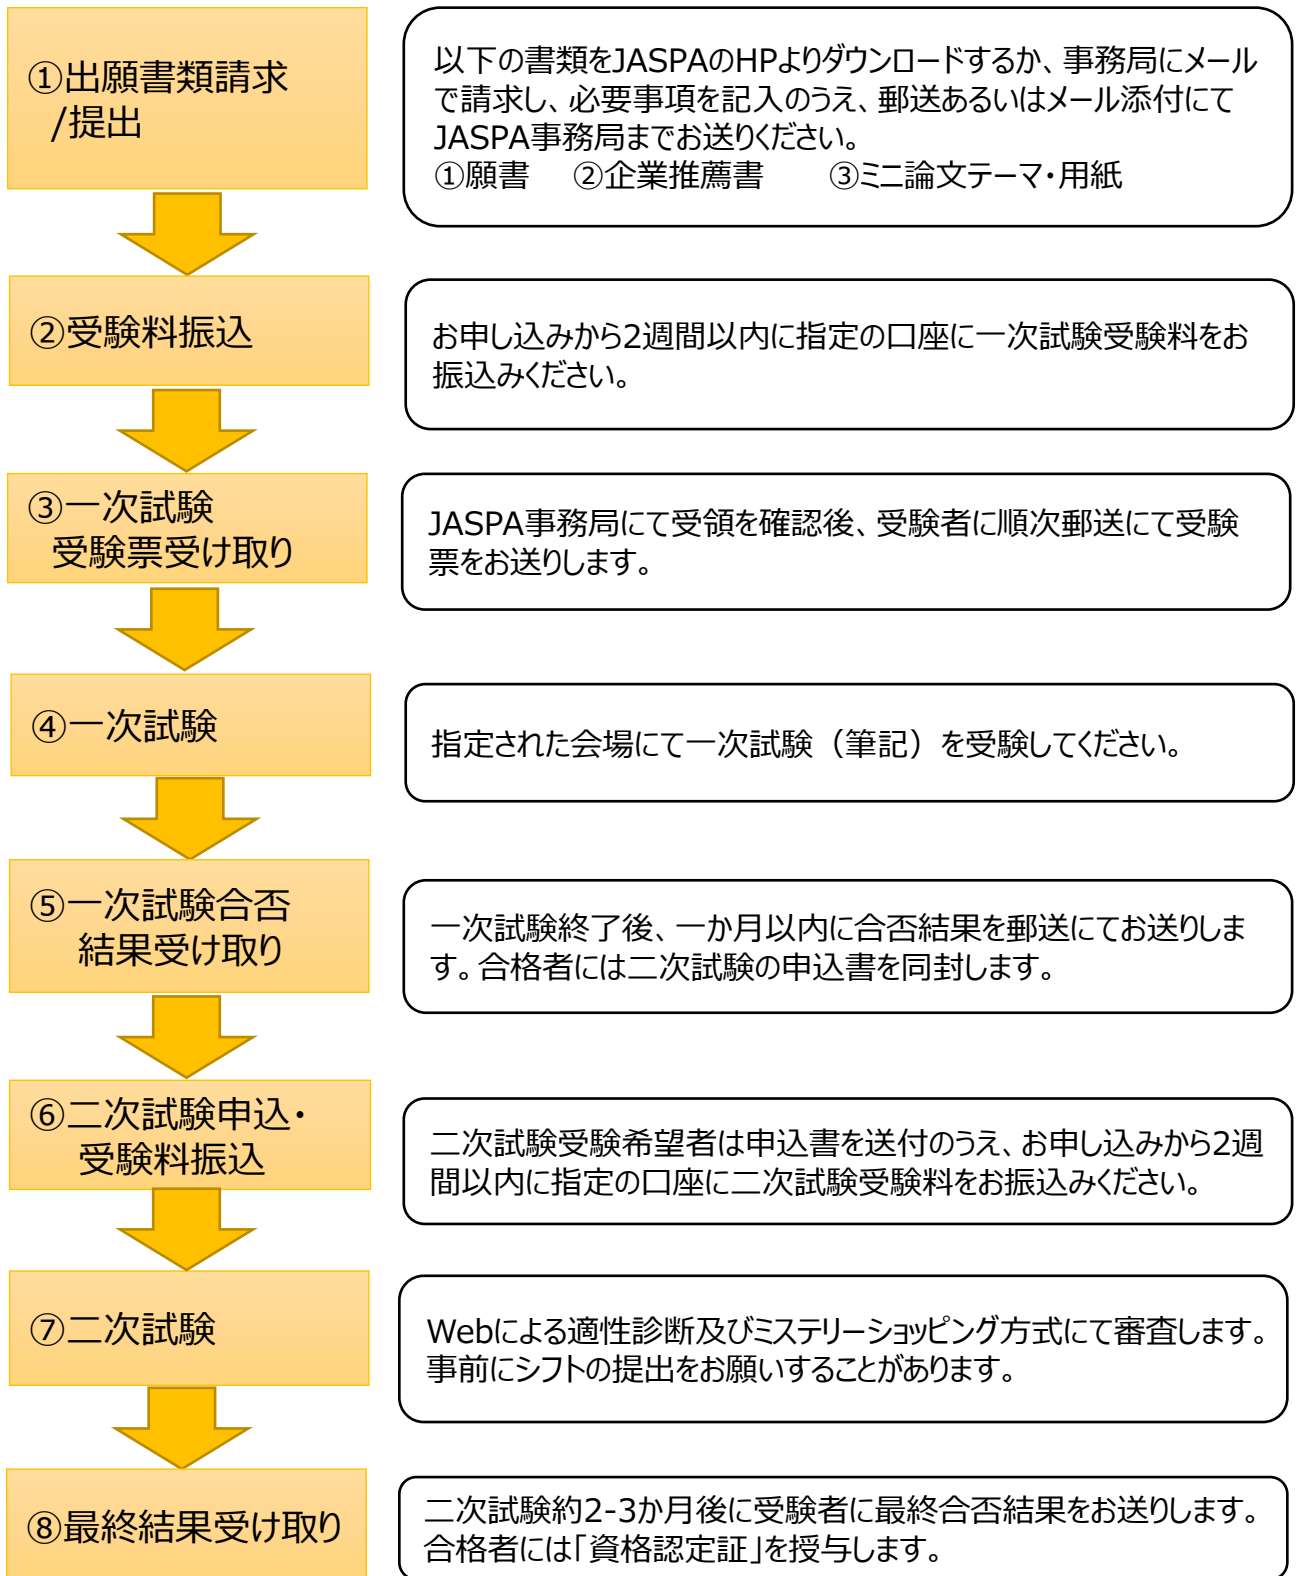 ①出願書類請求
/提出
以下の書類をJASPAのHPよりダウンロードするか、事務局にメール
で請求し、必要事項を記入のうえ、郵送あるいはメール添付にて
JASPA事務局までお送りください。
①願書 ②企業推薦書 ③ミニ論文テーマ・用紙
②受験料振込
お申し込みから2週間以内に指定の口座に一次試験受験料をお
振込みください。
③一次試験
受験票受け取り
JASPA事務局にて受領を確認後、受験者に順次郵送にて受験
票をお送りします。
④一次試験
指定された会場にて一次試験（筆記）を受験してください。
⑤一次試験合否
結果受け取り
一次試験終了後、一か月以内に合否結果を郵送にてお送りしま
す。合格者には二次試験の申込書を同封します。
⑥二次試験申込・
受験料振込
二次試験受験希望者は申込書を送付のうえ、お申し込みから2週
間以内に指定の口座に二次試験受験料をお振込みください。
⑦二次試験
Webによる適性診断及びミステリーショッピング方式にて審査します。
事前にシフトの提出をお願いすることがあります。
⑧最終結果受け取り
二次試験約2-3か月後に受験者に最終合否結果をお送りします。
合格者には「資格認定証」を授与します。